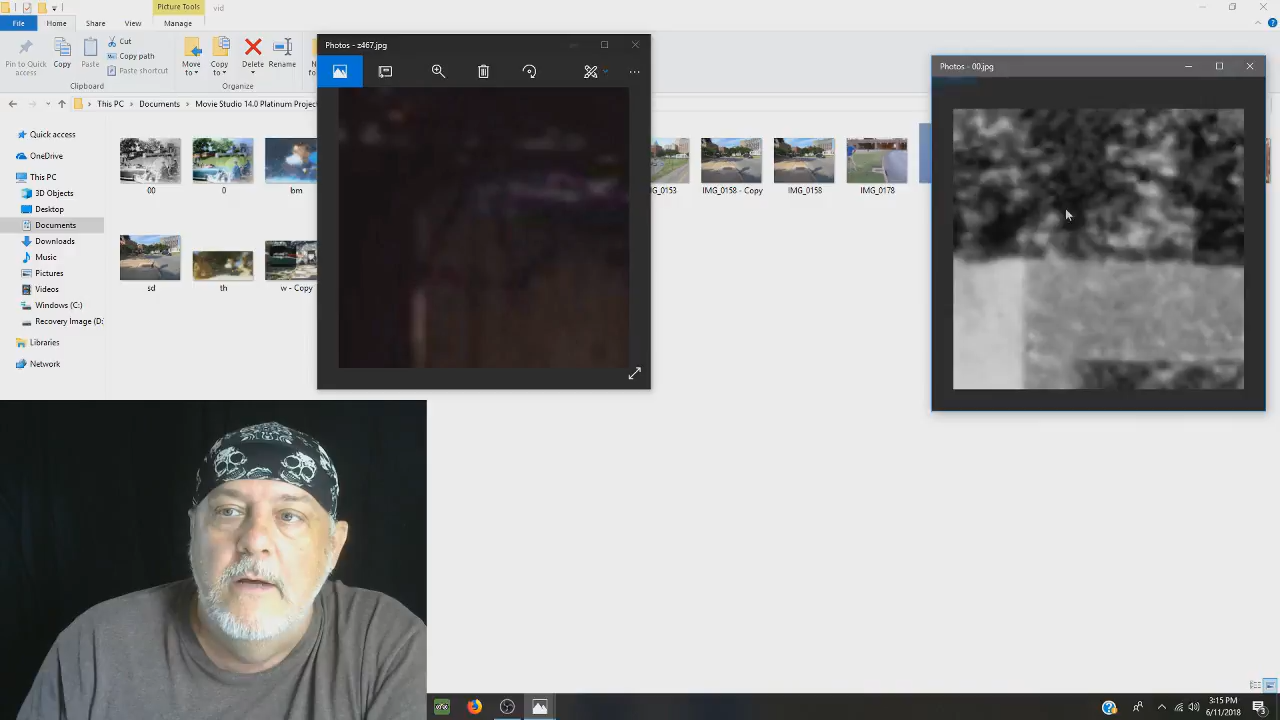 Picture Tools
vid
File
Home
Share
View
Manage
Pin to Quick access
Copy
Paste
Cut
Copy path
Paste shortcut
Move to
Copy to
Delete
Rename
Clipboard
Organize
This PC
Documents
Movie Studio 14.0 Platinum Project
Quick access
OneDrive
This PC
3D Objects
Desktop
Documents
Downloads
Music
Pictures
Videos
Windows (C:)
Recovery Image (D:
Libraries
Network
00
0
bm
IMG_0158 - Copy
IMG_0158
IMG_0178
sd
th
w - Copy
Photos - z467.jpg
Photos - 00.jpg
3:15 PM
6/11/2018
3